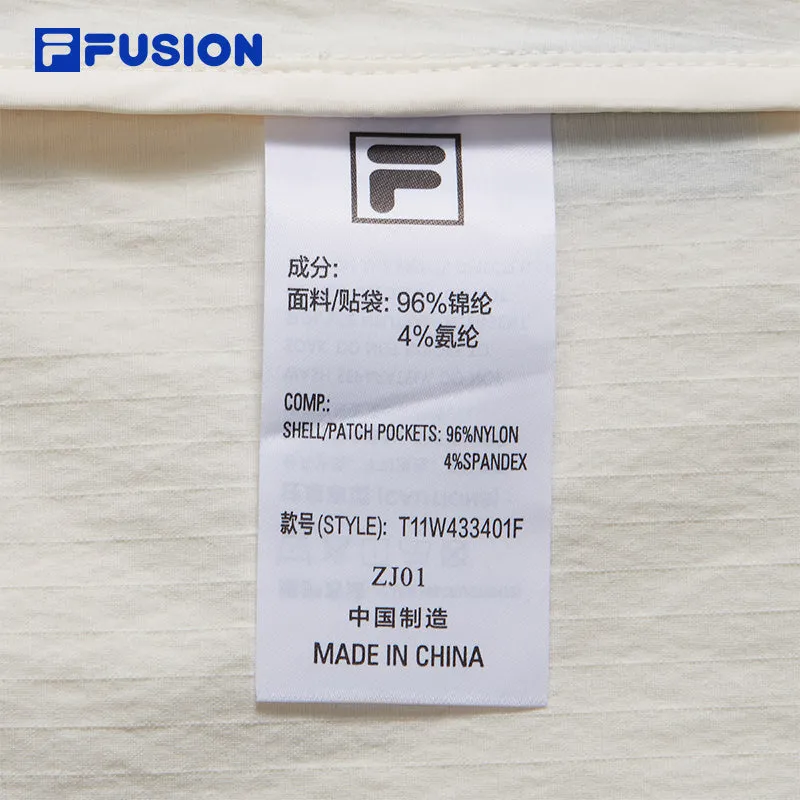 FUSION
成分:
面料/贴袋: 96%锦纶
4%氨纶
COMP.:
SHELL/PATCH POCKETS: 96%NYLON
4%SPANDEX
款号(STYLE): T11W433401F
ZJ01
中国制造
MADE IN CHINA